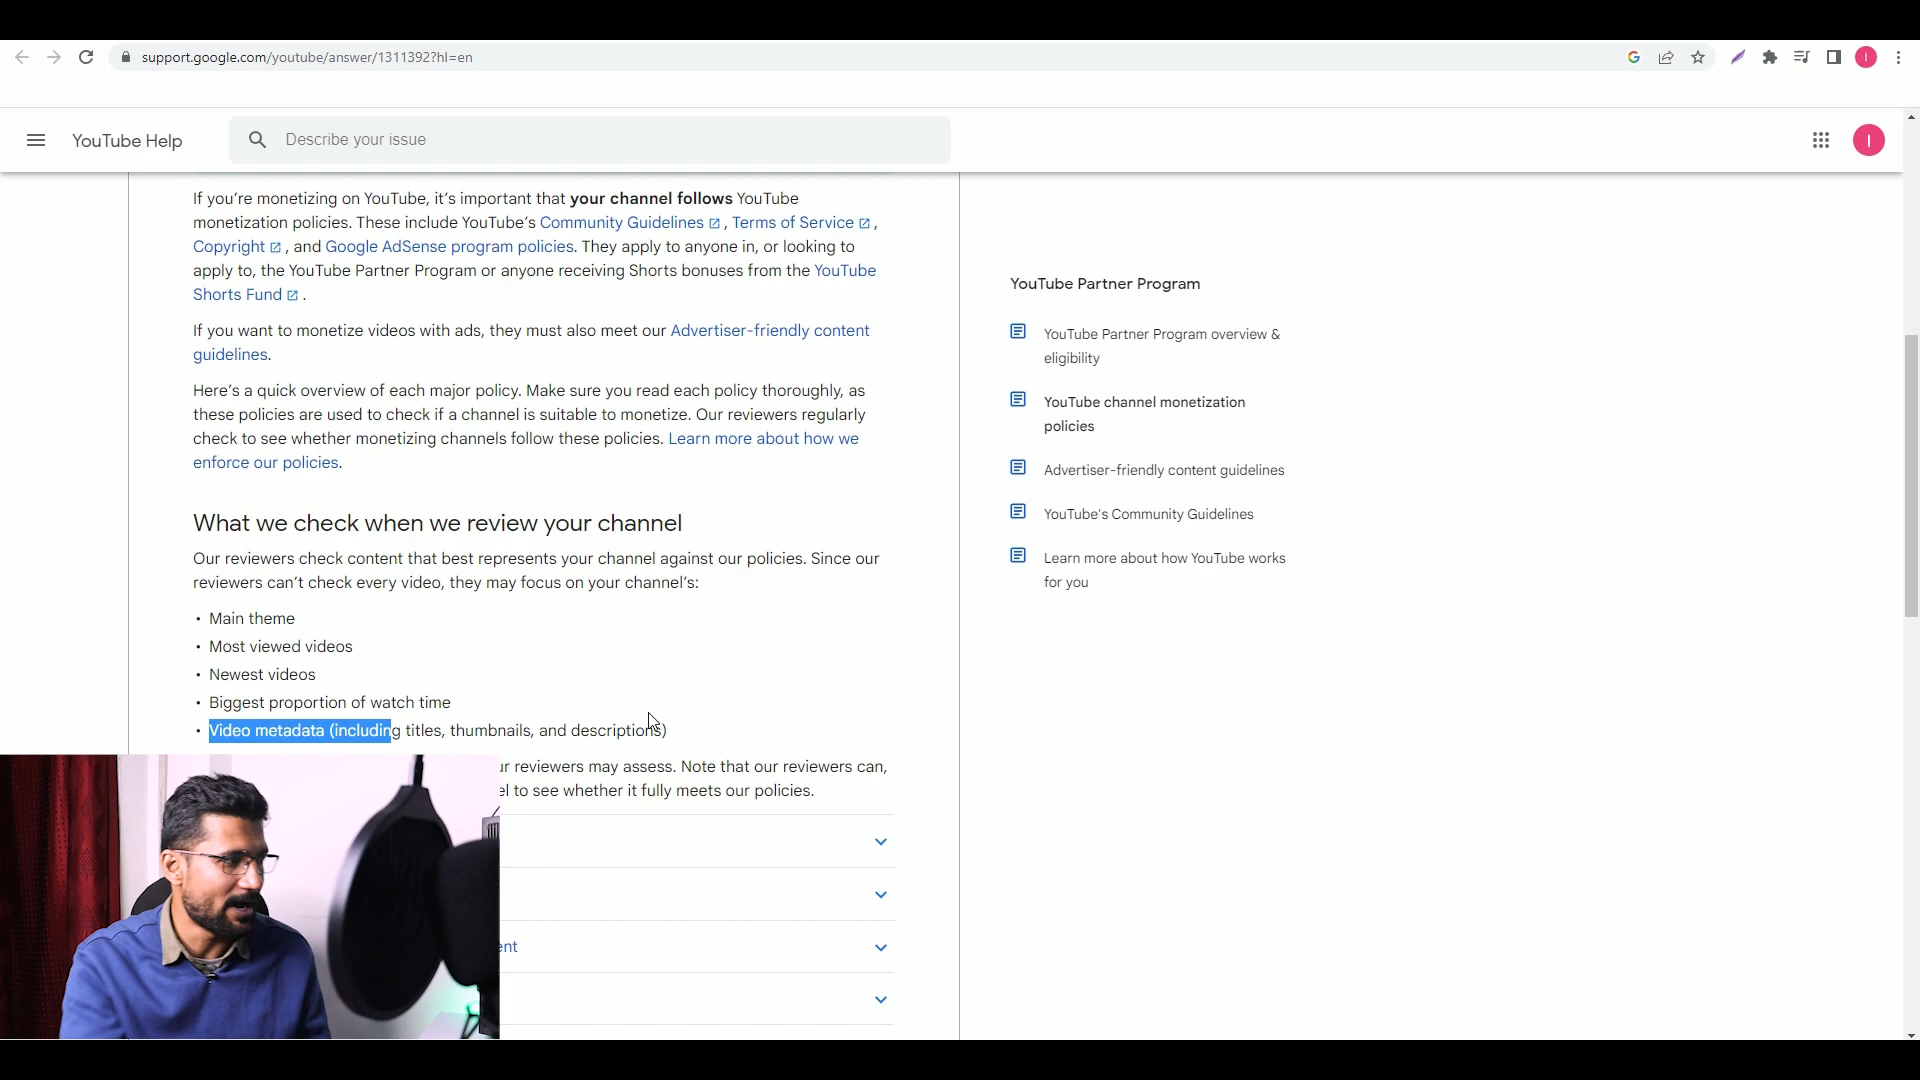 support.google.com/youtube/answer/1311392?hl=en
I
YouTube Help
Describe your issue
I
If you're monetizing on YouTube, it's important that your channel follows YouTube
monetization policies. These include YouTube's Community Guidelines , Terms of Service ,
Copyright , and Google AdSense program policies. They apply to anyone in, or looking to
apply to, the YouTube Partner Program or anyone receiving Shorts bonuses from the YouTube
Shorts Fund .
If you want to monetize videos with ads, they must also meet our Advertiser-friendly content
guidelines.
Here's a quick overview of each major policy. Make sure you read each policy thoroughly, as
these policies are used to check if a channel is suitable to monetize. Our reviewers regularly
check to see whether monetizing channels follow these policies. Learn more about how we
enforce our policies.
What we check when we review your channel
Our reviewers check content that best represents your channel against our policies. Since our
reviewers can't check every video, they may focus on your channel's:
• Main theme
• Most viewed videos
• Newest videos
• Biggest proportion of watch time
• Video metadata (including titles, thumbnails, and descriptions)
reviewers may assess. Note that our reviewers can,
to see whether it fully meets our policies.
YouTube Partner Program
YouTube Partner Program overview &
eligibility
YouTube channel monetization
policies
Advertiser-friendly content guidelines
YouTube's Community Guidelines
Learn more about how YouTube works
for you